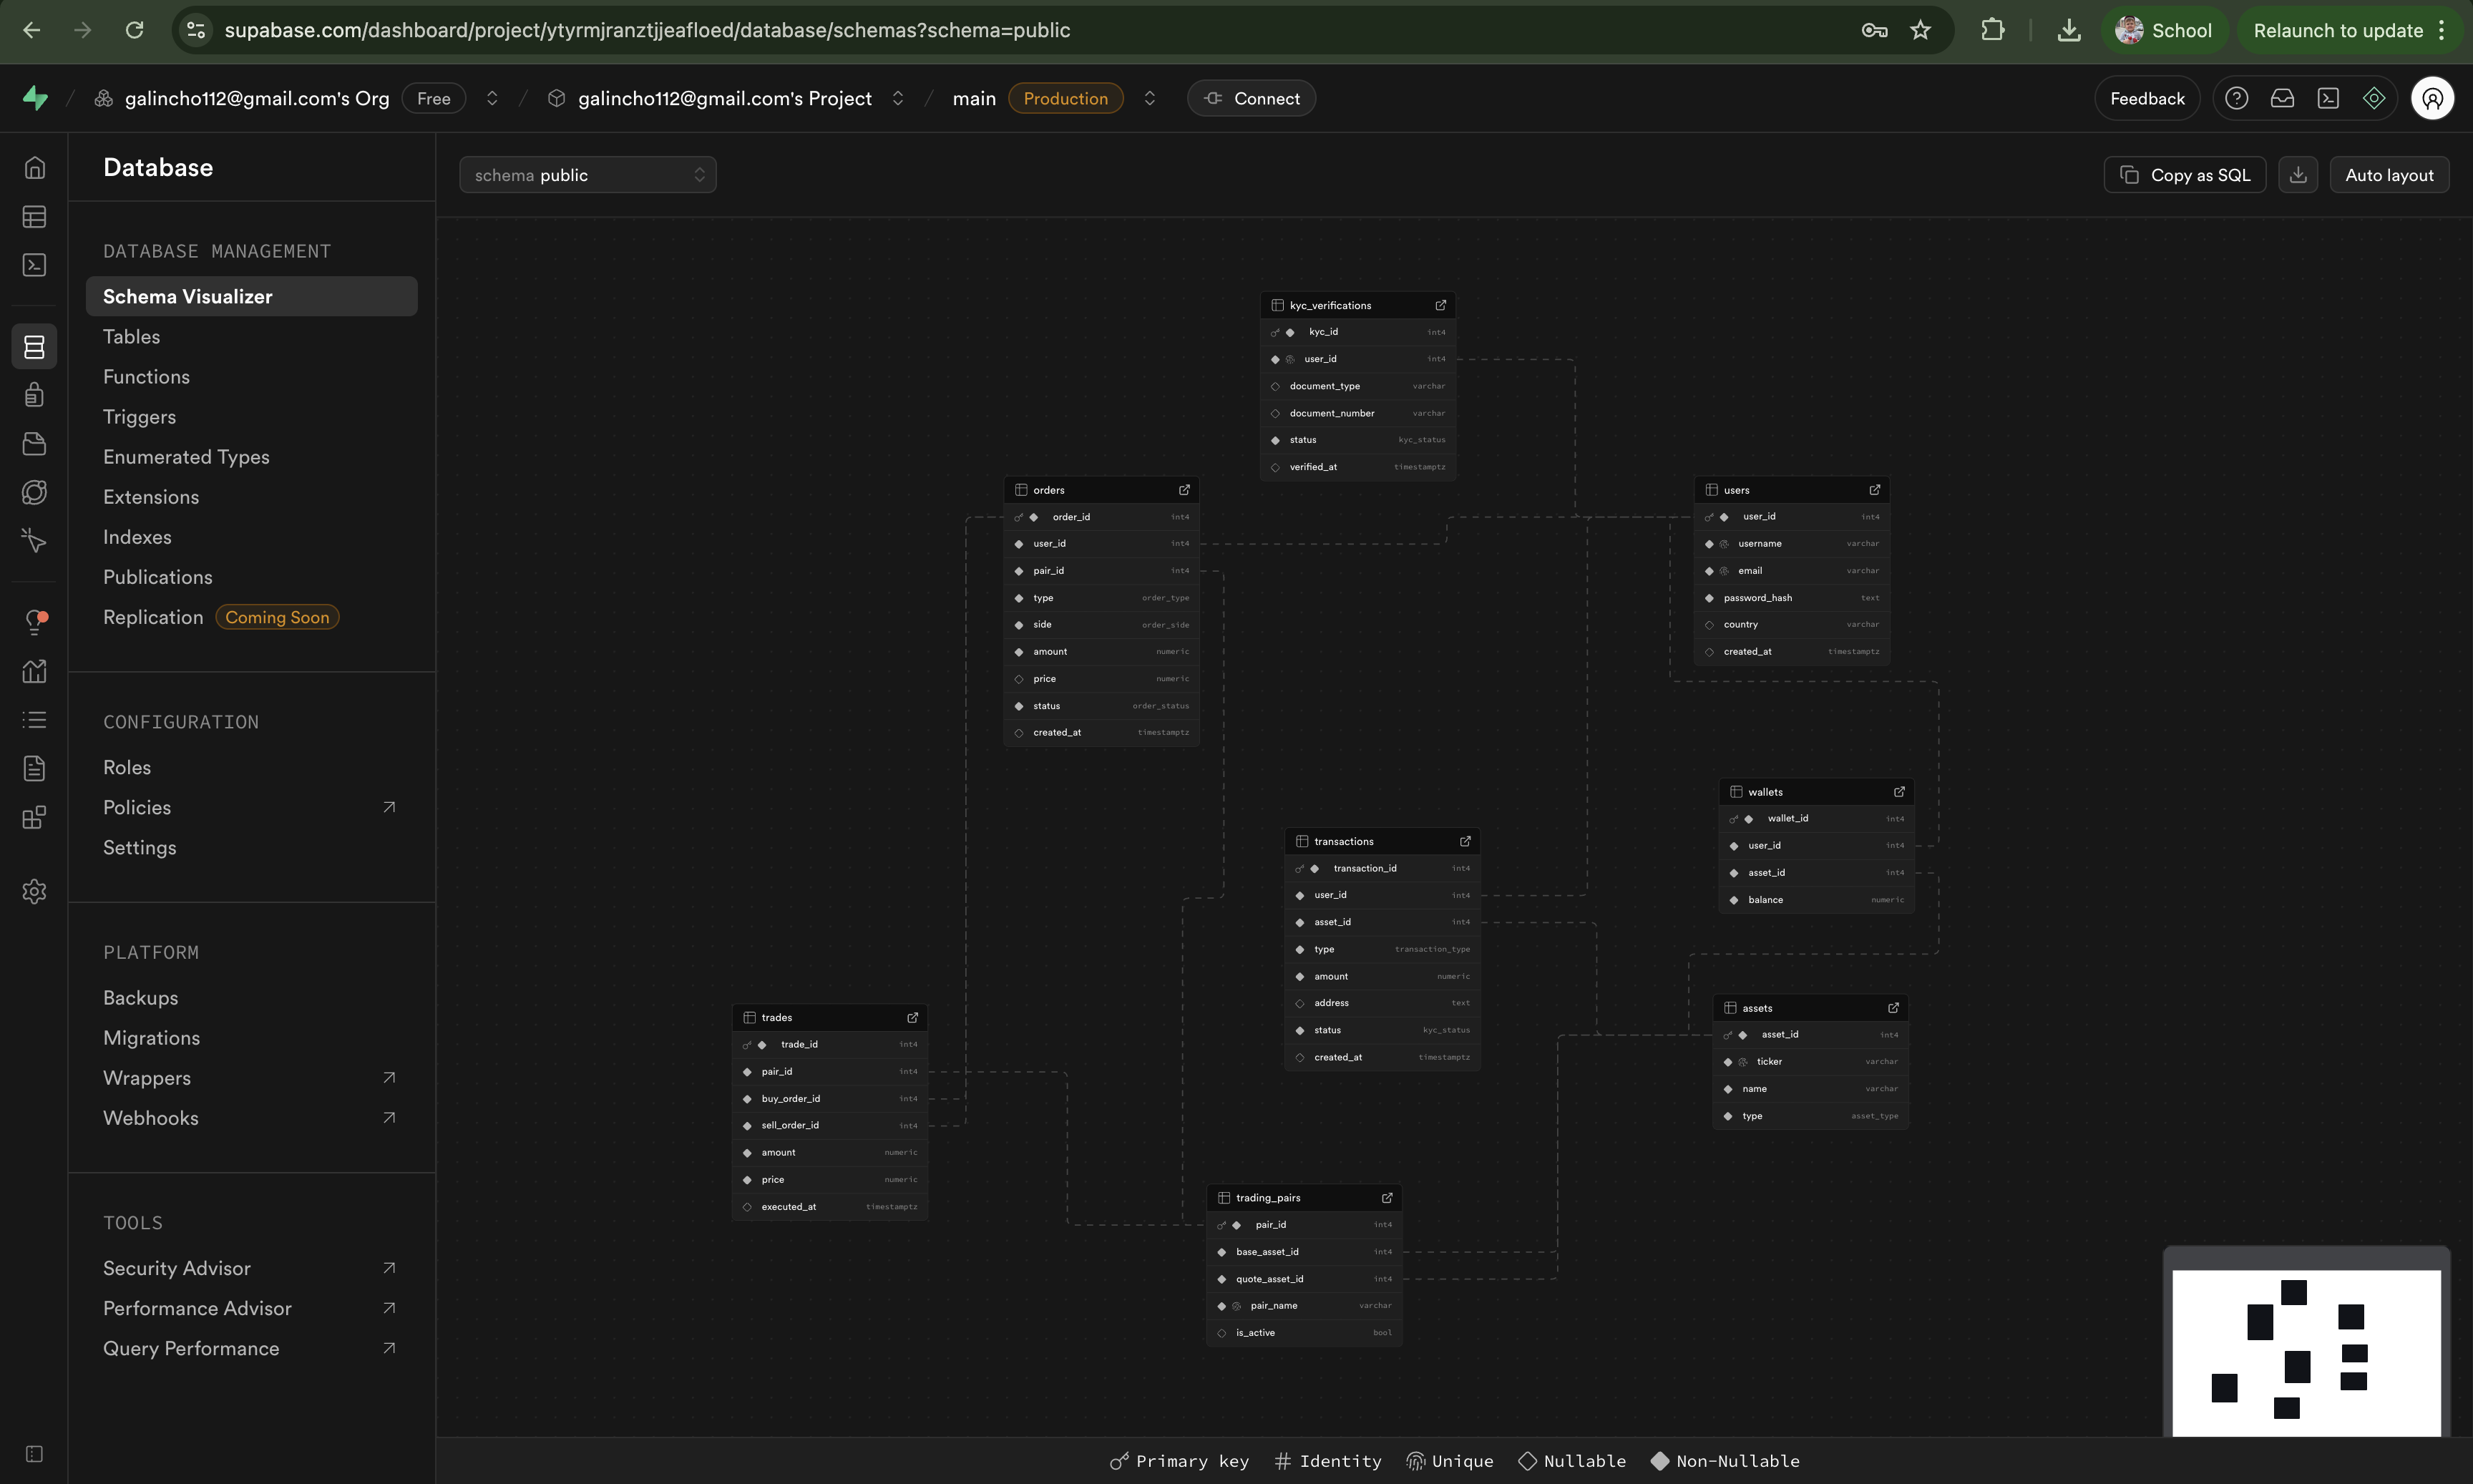 supabase.com/dashboard/project/ytyrmjranztjjeafloed/database/schemas?schema=public
School
Relaunch to update
galincho112@gmail.com's Org
Free
galincho112@gmail.com's Project
main
Production
Connect
Feedback
Database
schema public
Copy as SQL
Auto layout
DATABASE MANAGEMENT
Schema Visualizer
Tables
Functions
Triggers
Enumerated Types
Extensions
Indexes
Publications
Replication Coming Soon
CONFIGURATION
Roles
Policies
Settings
PLATFORM
Backups
Migrations
Wrappers
Webhooks
TOOLS
Security Advisor
Performance Advisor
Query Performance
kyc_verifications
kyc_id int4
user_id int4
document_type varchar
document_number varchar
status kyc_status
verified_at timestamptz
orders
order_id int4
user_id int4
pair_id int4
type order_type
side order_side
amount numeric
price numeric
status order_status
created_at timestamptz
users
user_id int4
username varchar
email varchar
password_hash text
country varchar
created_at timestamptz
wallets
wallet_id int4
user_id int4
asset_id int4
balance numeric
transactions
transaction_id int4
user_id int4
asset_id int4
type transaction_type
amount numeric
address text
status kyc_status
created_at timestamptz
assets
asset_id int4
ticker varchar
name varchar
type asset_type
trades
trade_id int4
pair_id int4
buy_order_id int4
sell_order_id int4
amount numeric
price numeric
executed_at timestamptz
trading_pairs
pair_id int4
base_asset_id int4
quote_asset_id int4
pair_name varchar
is_active bool
Primary key
Identity
Unique
Nullable
Non-Nullable